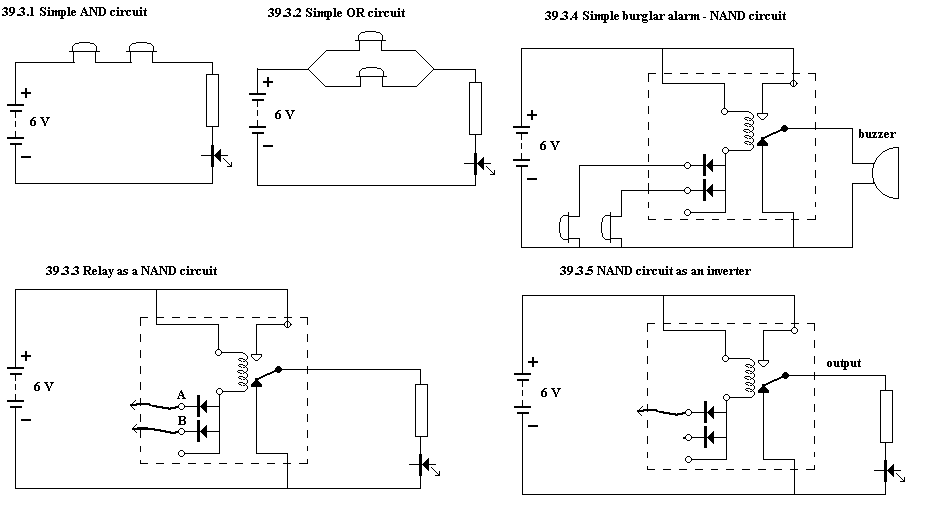 39.3.1 Simple AND circuit
39.3.2 Simple OR circuit
39.3.4 Simple burglar alarm - NAND circuit
+
6 V
−
+
6 V
−
+
6 V
−
buzzer
39.3.3 Relay as a NAND circuit
39.3.5 NAND circuit as an inverter
+
6 V
−
A
B
+
6 V
−
output